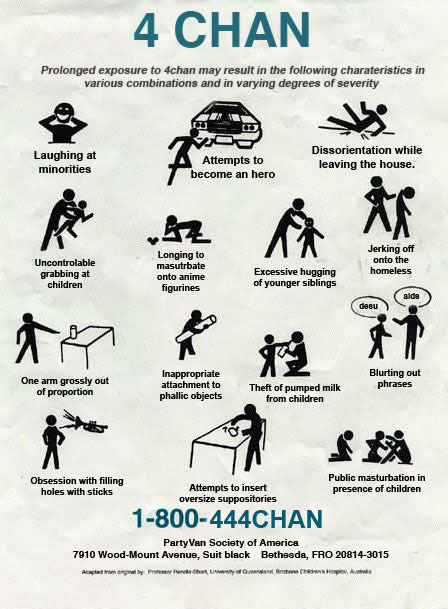 4 CHAN
Prolonged exposure to 4chan may result in the following charateristics in
various combinations and in varying degrees of severity
Laughing at
minorities
Attempts to
become an hero
Dissorientation while
leaving the house.
Uncontrolable
grabbing at
children
Longing to
masutrbate
onto anime
figurines
Excessive hugging
of younger siblings
Jerking off
onto the
homeless
desu
aids
One arm grossly out
of proportion
Inappropriate
attachment to
phallic objects
Theft of pumped milk
from children
Blurting out
phrases
Obsession with filling
holes with sticks
Attempts to insert
oversize suppositories
Public masturbation in
presence of children
1-800-444CHAN
PartyVan Society of America
7910 Wood-Mount Avenue, Suit black Bethesda, FRO 20814-3015
Adapted from original by: Professor Rendle-Short, University of Queensland, Brisbane Children's Hospital, Australia